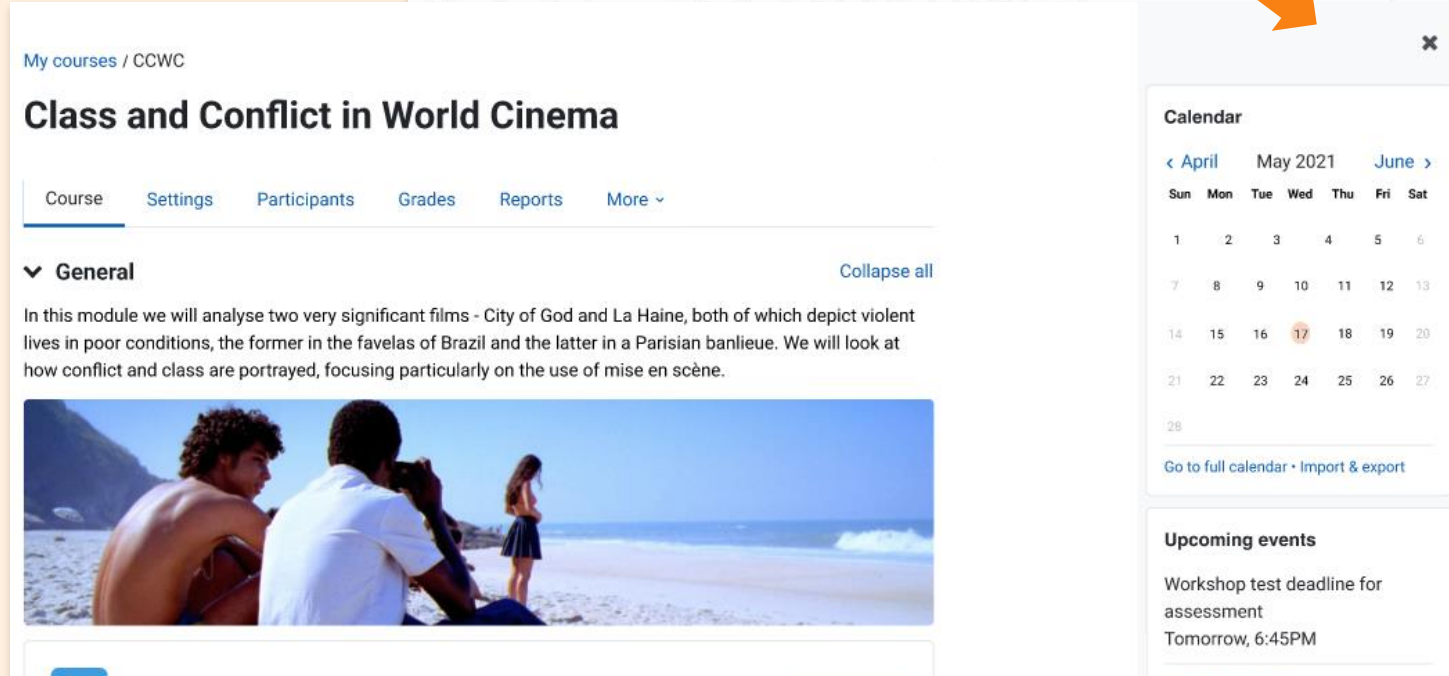 My courses / CCWC
Class and Conflict in World Cinema
Course Settings Participants Grades Reports More
General Collapse all
In this module we will analyse two very significant films - City of God and La Haine, both of which depict violent
lives in poor conditions, the former in the favelas of Brazil and the latter in a Parisian banlieue. We will look at
how conflict and class are portrayed, focusing particularly on the use of mise en scène.
Calendar
‹ April May 2021 June ›
Sun Mon Tue Wed Thu Fri Sat
1 2 3 4 5 6
7 8 9 10 11 12 13
14 15 16 17 18 19 20
21 22 23 24 25 26 27
28
Go to full calendar • Import & export
Upcoming events
Workshop test deadline for
assessment
Tomorrow, 6:45PM